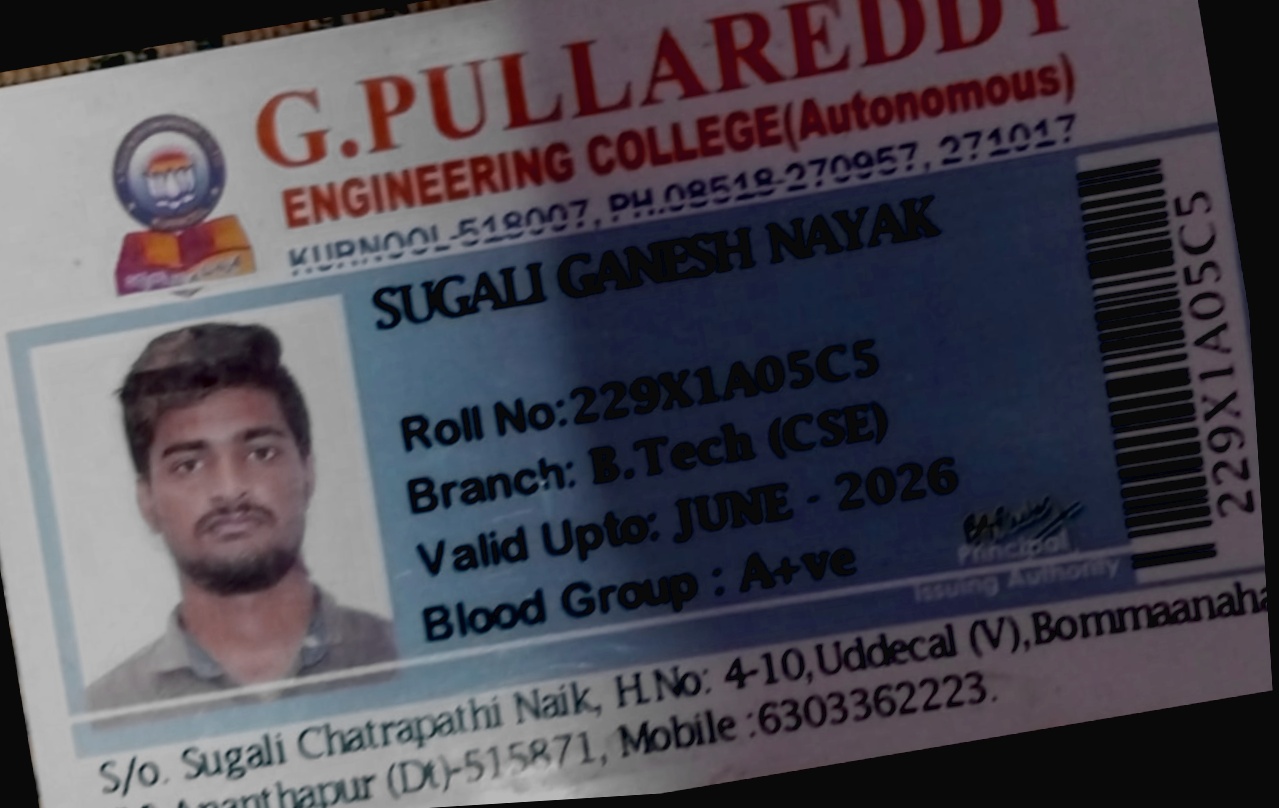 G.PULLAREDDY
ENGINEERING COLLEGE(Autonomous)
KURNOOL-518007, PH.08518-270957, 271017
SUGALI GANESH NAYAK
Roll No:229X1A05C5
Branch: B.Tech (CSE)
Valid Upto: JUNE - 2026
Blood Group : A+ve
Principal
Issuing Authority
229X1A05C5
S/o. Sugali Chatrapathi Naik, H.No: 4-10,Uddecal (V),Bommaanaha
Ananthapur (Dt)-515871, Mobile :6303362223.